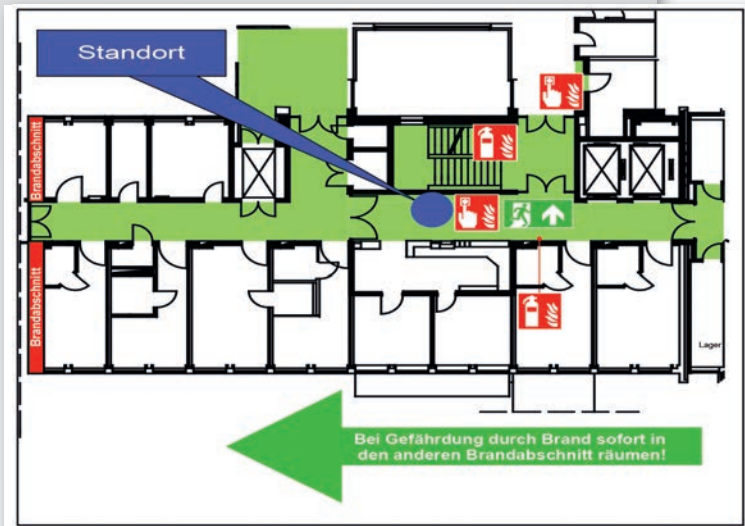 Standort
Brandabschnitt
Brandabschnitt
Lager
Bei Gefährdung durch Brand sofort in
den anderen Brandabschnitt räumen!